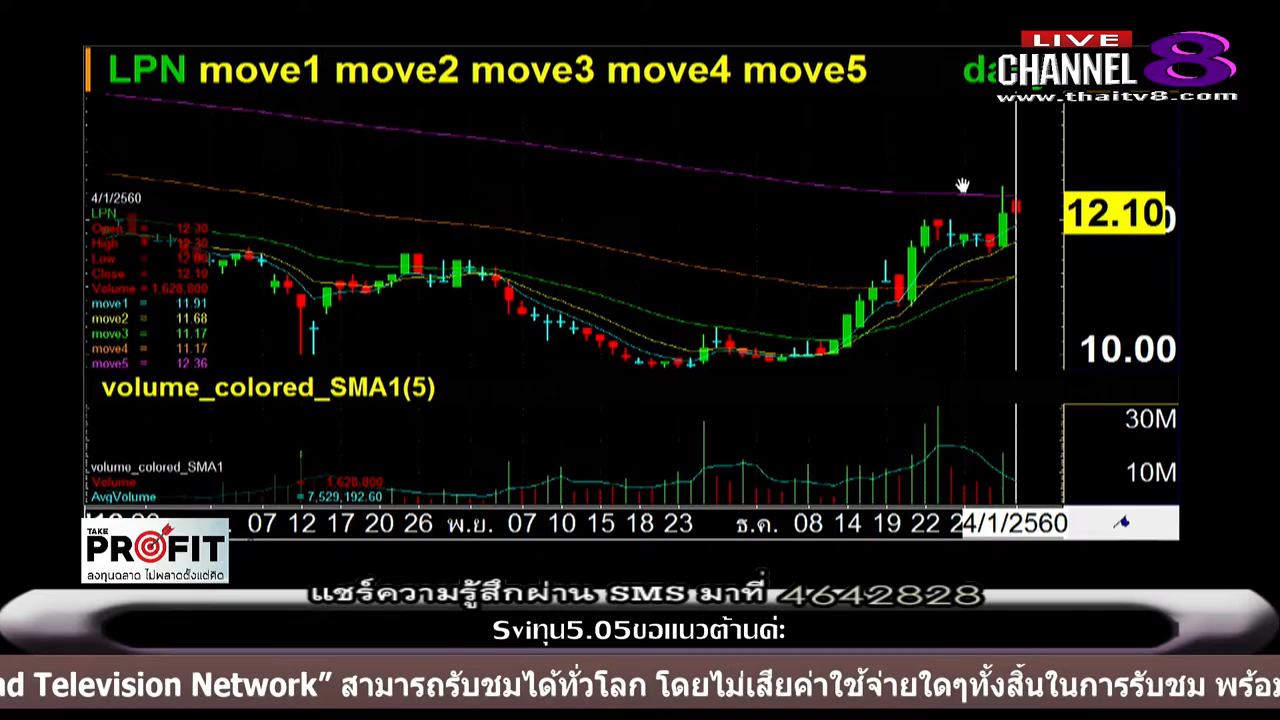 LIVE
CHANNEL 8
www.thaitv8.com
LPN move1 move2 move3 move4 move5
4/1/2560
LPN
Open = 12.30
High = 12.30
Low = 12.00
Close = 12.10
Volume = 1,628,800
move1 = 11.91
move2 = 11.68
move3 = 11.17
move4 = 11.17
move5 = 12.36
12.10
10.00
volume_colored_SMA1(5)
30M
10M
volume_colored_SMA1
Volume = 1,628,800
AvgVolume = 7,529,192.60
07 12 17 20 26 พ.ย. 07 10 15 18 23 ธ.ค. 08 14 19 22 4/1/2560
TAKE
PROFIT
ลงทุนฉลาด ไม่พลาดตั้งแต่คิด
แชร์ความรู้สึกผ่าน SMS มาที่ 4642828
Sviทุน5.05ขอแนวต้านค่ะ
nd Television Network” สามารถรับชมได้ทั่วโลก โดยไม่เสียค่าใช้จ่ายใดๆทั้งสิ้นในการรับชม พร้อม